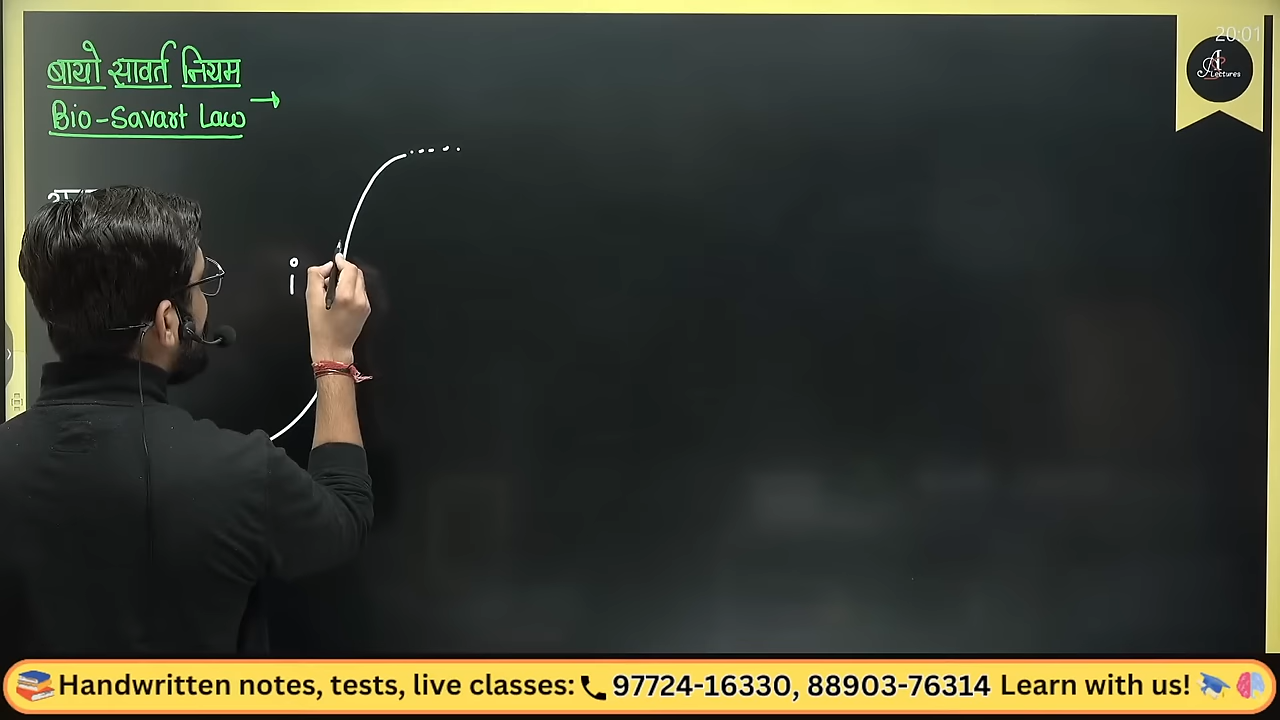 20:01
बायो सावर्त नियम
Bio-Savart Law →
A Lectures
i
Handwritten notes, tests, live classes: 97724-16330, 88903-76314 Learn with us!